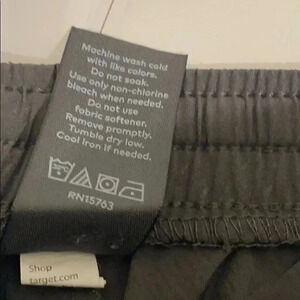 Machine wash cold
with like colors.
Do not soak.
Use only non-chlorine
bleach when needed.
Do not use
fabric softener.
Remove promptly.
Tumble dry low.
Cool iron if needed.
RN15763
Shop
target.com